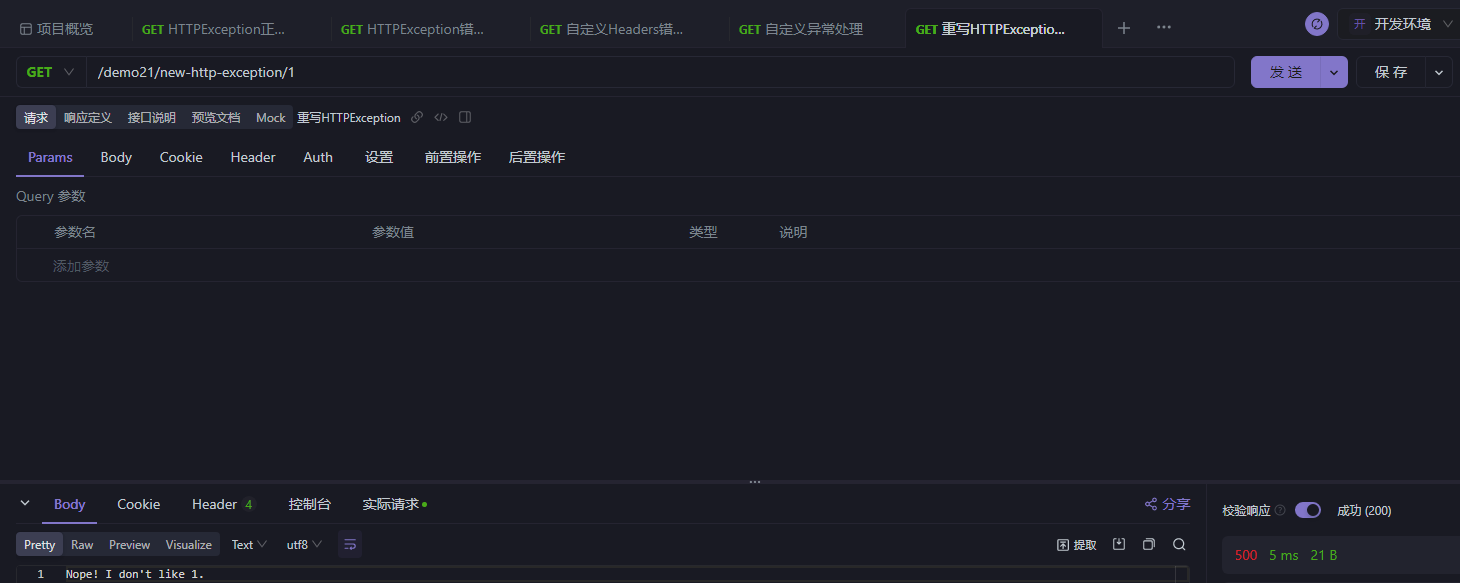 项目概览 GET HTTPException正... GET HTTPException错... GET 自定义Headers错... GET 自定义异常处理 GET 重写HTTPExceptio... 开 开发环境
GET /demo21/new-http-exception/1 发 送 保 存
请求 响应定义 接口说明 预览文档 Mock 重写HTTPException
Params Body Cookie Header Auth 设置 前置操作 后置操作
Query 参数
参数名 参数值 类型 说明
添加参数
Body Cookie Header 4 控制台 实际请求 分享
校验响应 成功 (200)
Pretty Raw Preview Visualize Text utf8 提取
500 5 ms 21 B
1 Nope! I don't like 1.